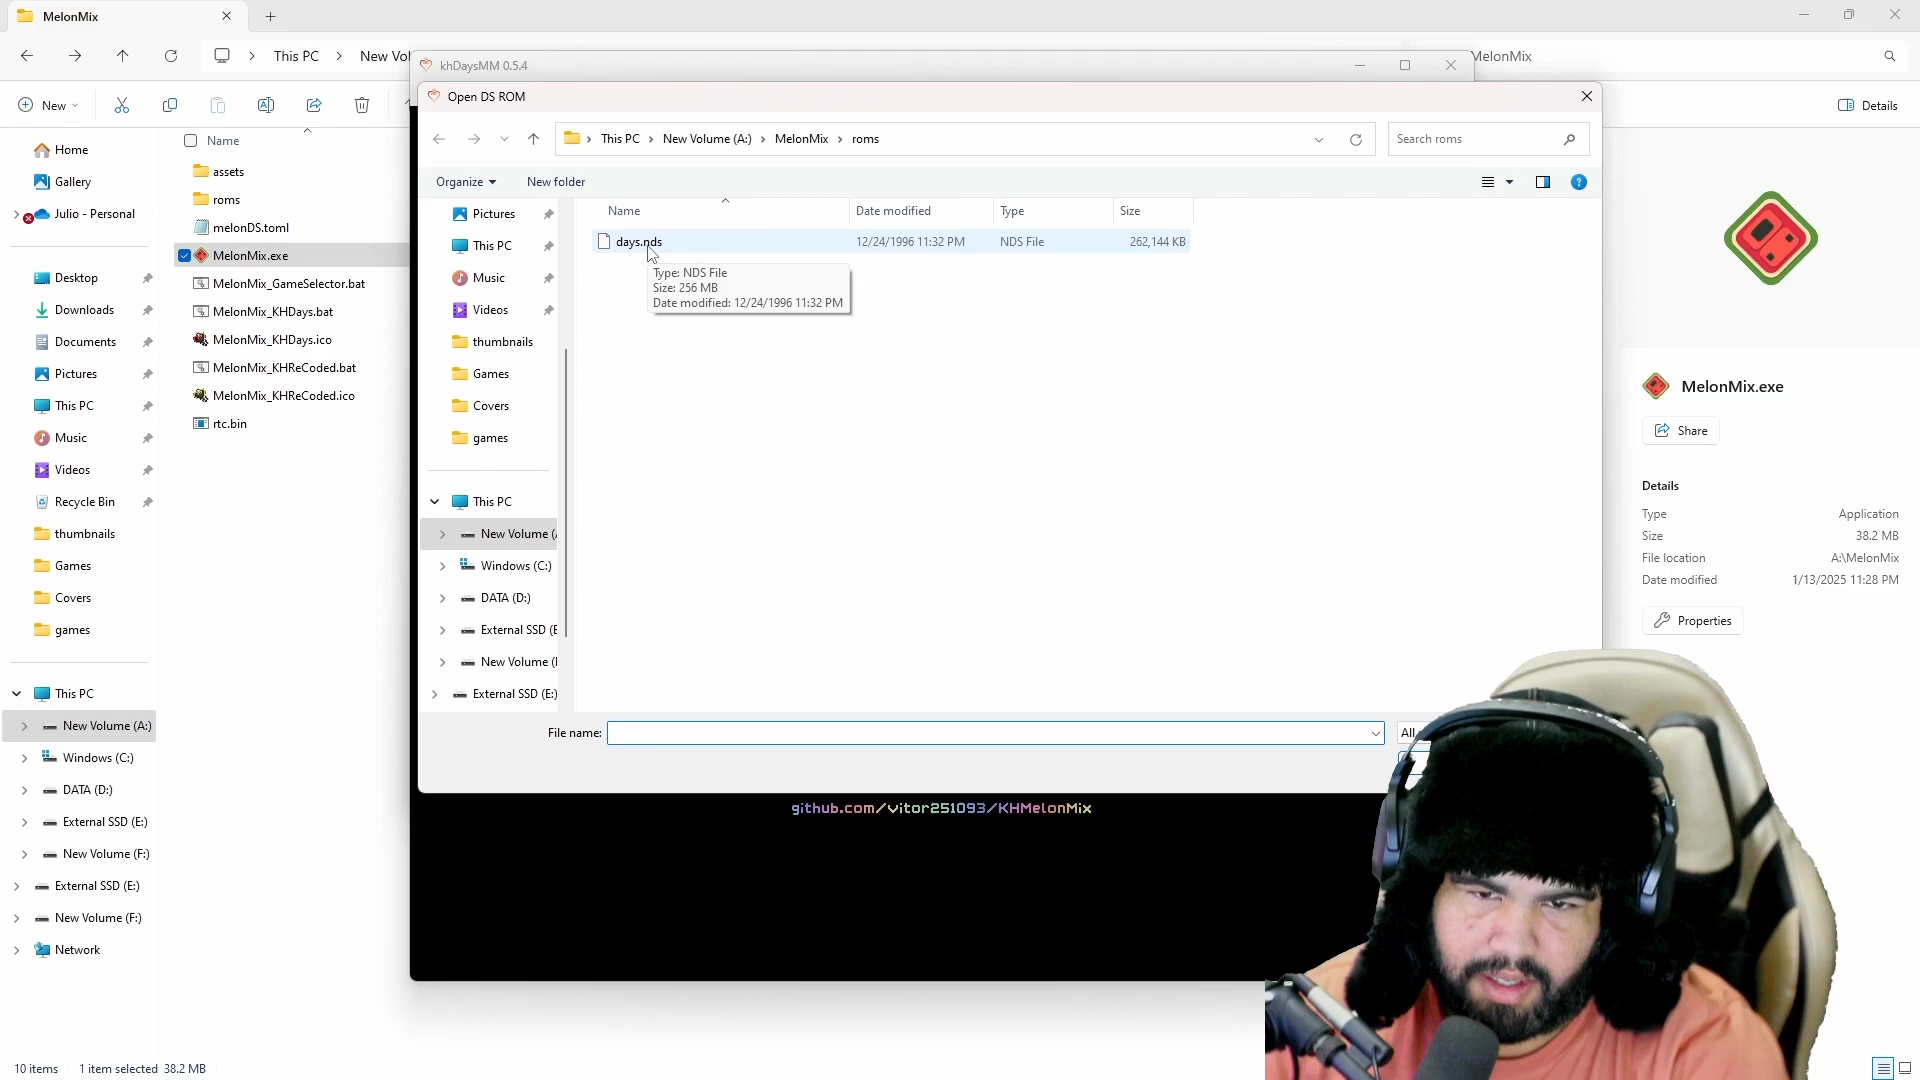 MelonMix
This PC
New Vol
MelonMix
New
Details
Name
Home
Gallery
Julio - Personal
Desktop
Downloads
Documents
Pictures
This PC
Music
Videos
Recycle Bin
thumbnails
Games
Covers
games
This PC
New Volume (A:)
Windows (C:)
DATA (D:)
External SSD (E:)
New Volume (F:)
External SSD (E:)
New Volume (F:)
Network
assets
roms
melonDS.toml
MelonMix.exe
MelonMix_GameSelector.bat
MelonMix_KHDays.bat
MelonMix_KHDays.ico
MelonMix_KHReCoded.bat
MelonMix_KHReCoded.ico
rtc.bin
khDaysMM 0.5.4
Open DS ROM
This PC
New Volume (A:)
MelonMix
roms
Search roms
Organize
New folder
Pictures
This PC
Music
Videos
thumbnails
Games
Covers
games
This PC
New Volume (
Windows (C:)
DATA (D:)
External SSD (E
New Volume (
External SSD (E:)
Name Date modified Type Size
days.nds 12/24/1996 11:32 PM NDS File 262,144 KB
Type: NDS File
Size: 256 MB
Date modified: 12/24/1996 11:32 PM
File name:
All
github.com/vitor251093/KHMelonMix
MelonMix.exe
Share
Details
Type Application
Size 38.2 MB
File location A:\MelonMix
Date modified 1/13/2025 11:28 PM
Properties
10 items 1 item selected 38.2 MB